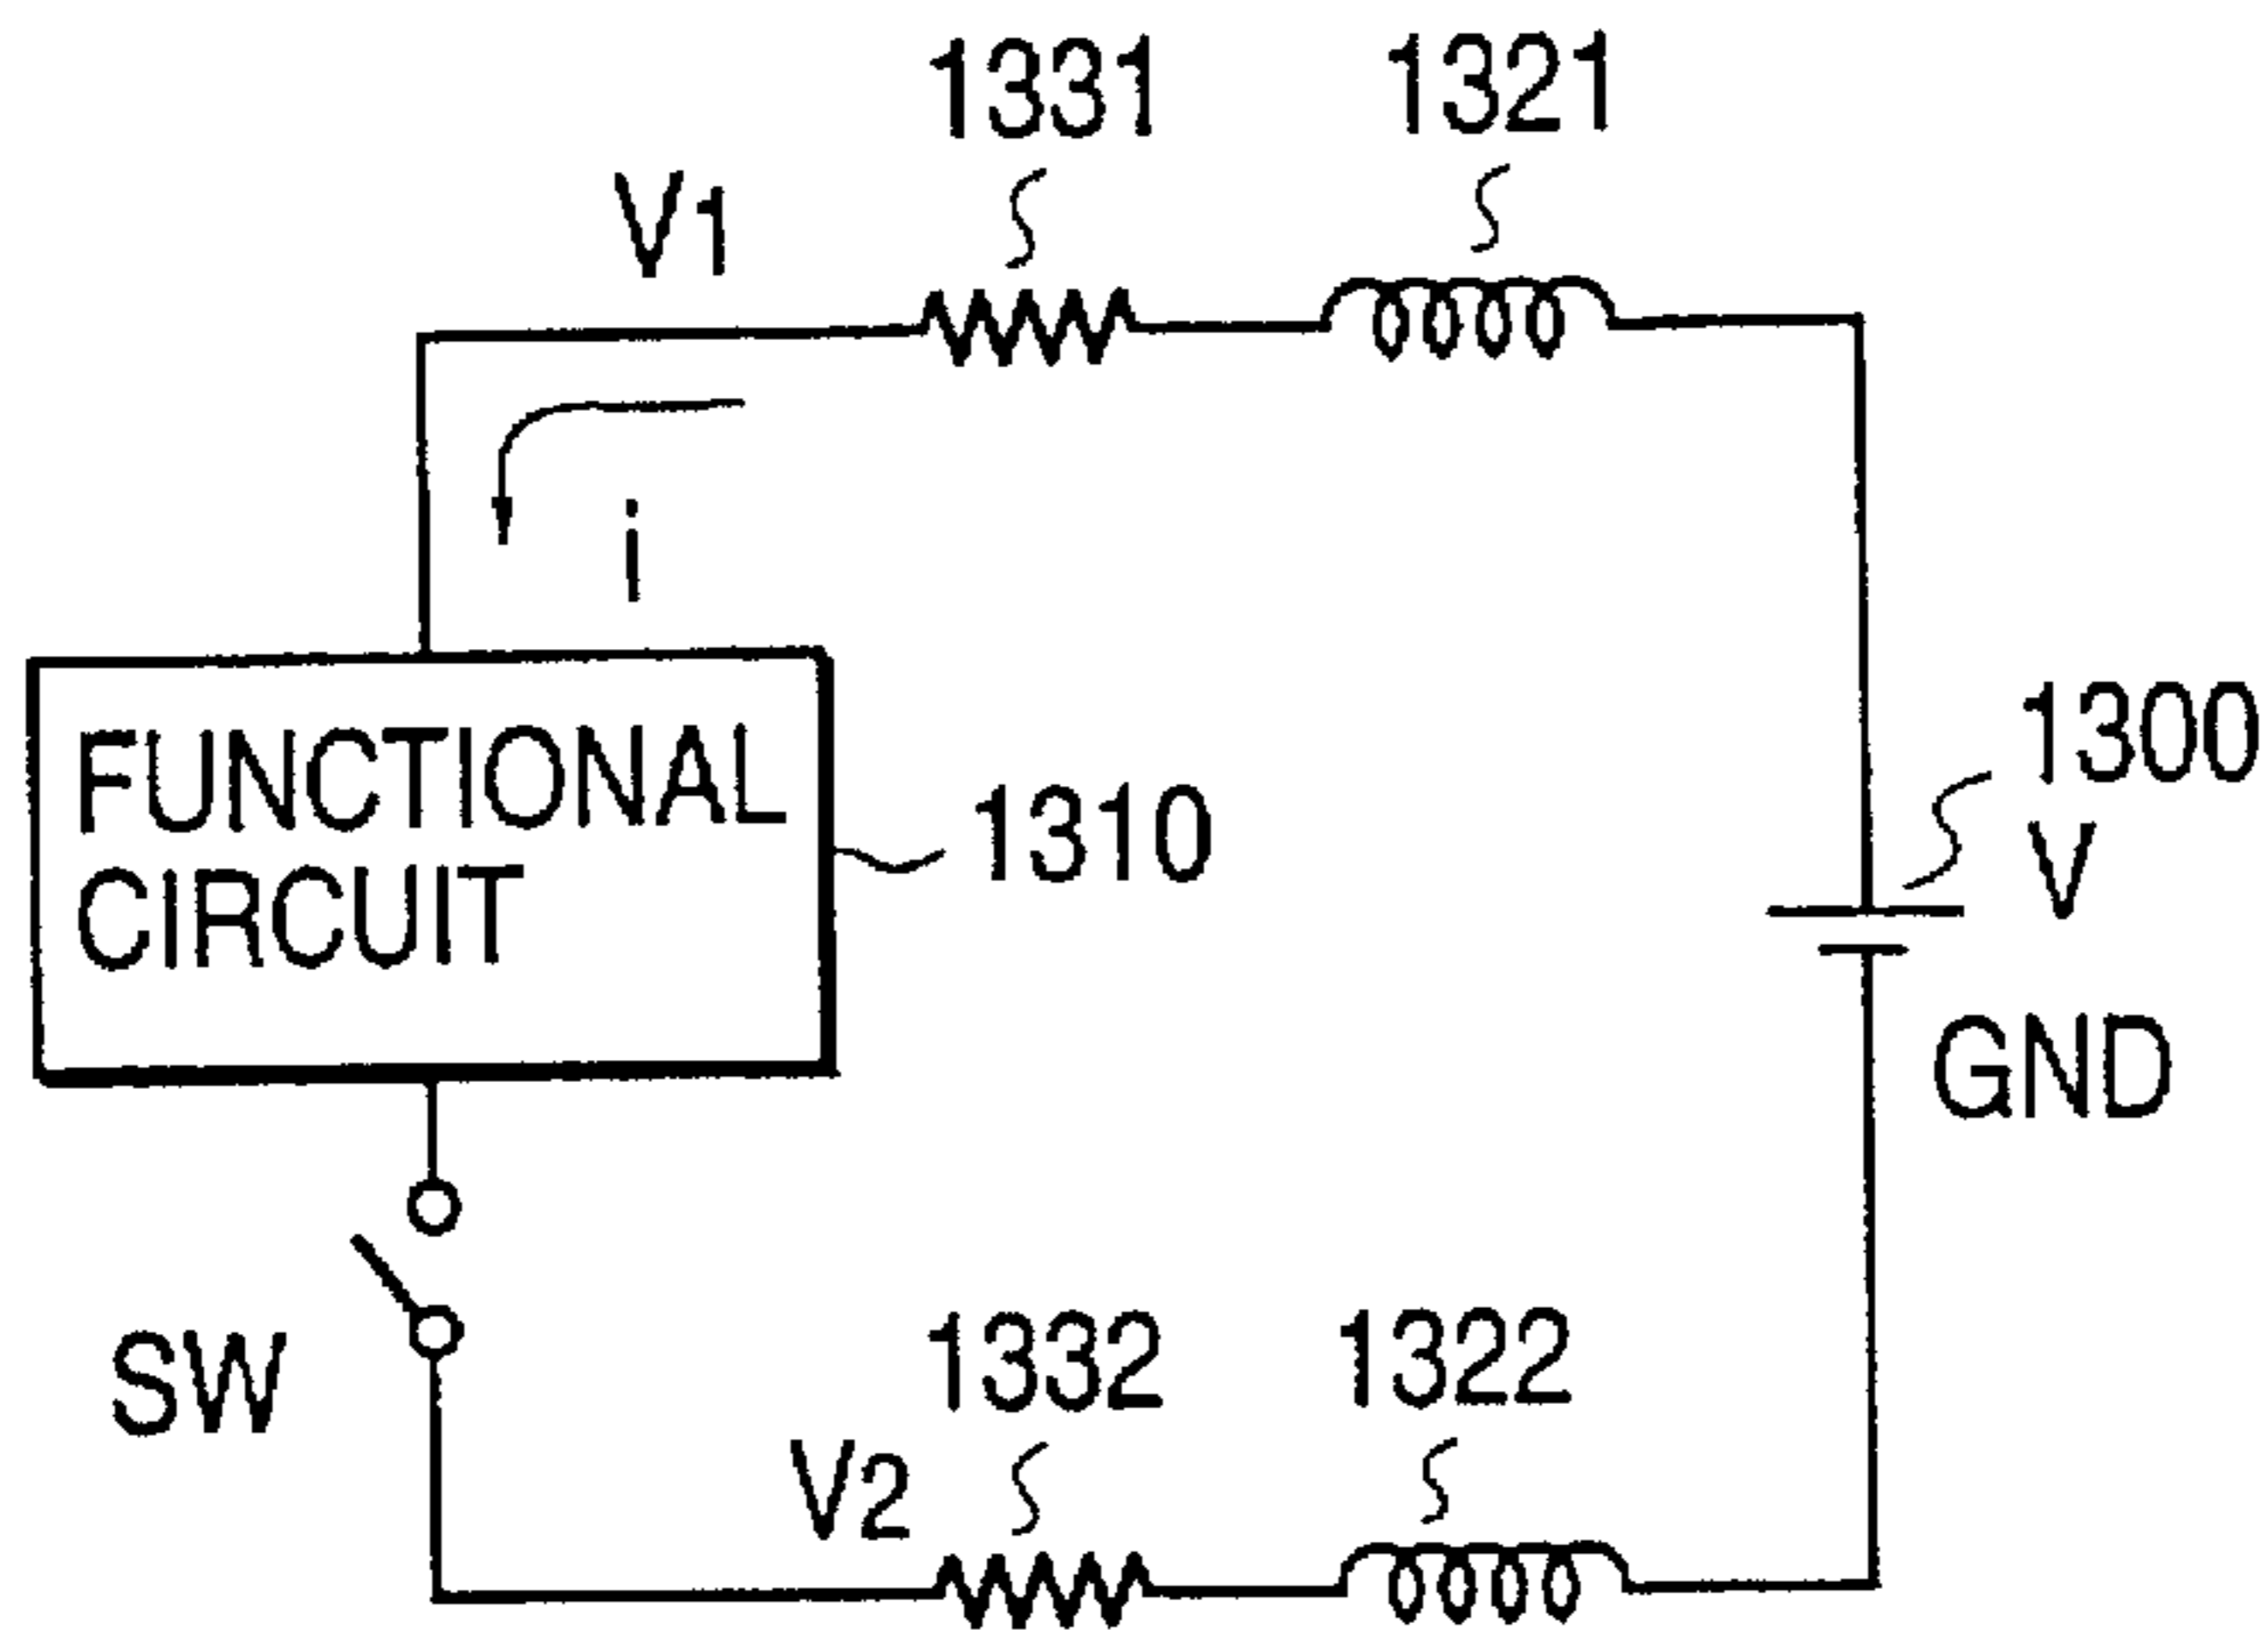 1331
1321
V1
i
FUNCTIONAL
CIRCUIT
1310
1300
V
GND
SW
1332
1322
V2